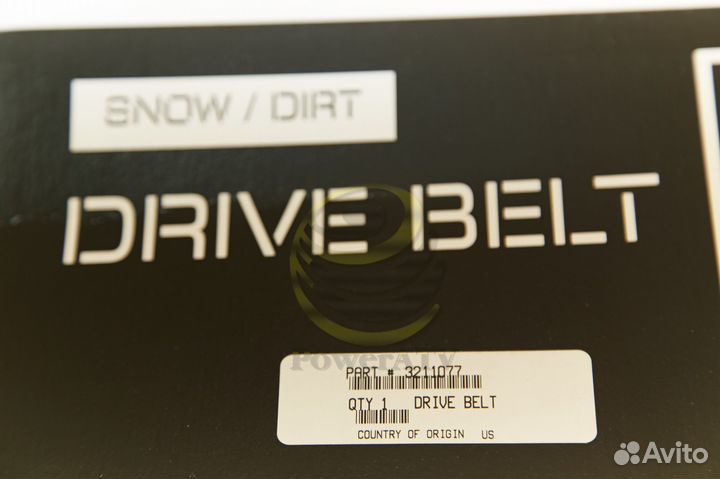 SNOW / DIRT
DRIVE BELT
PowerATV
PART # 3211077
QTY 1 DRIVE BELT
COUNTRY OF ORIGIN US
Avito